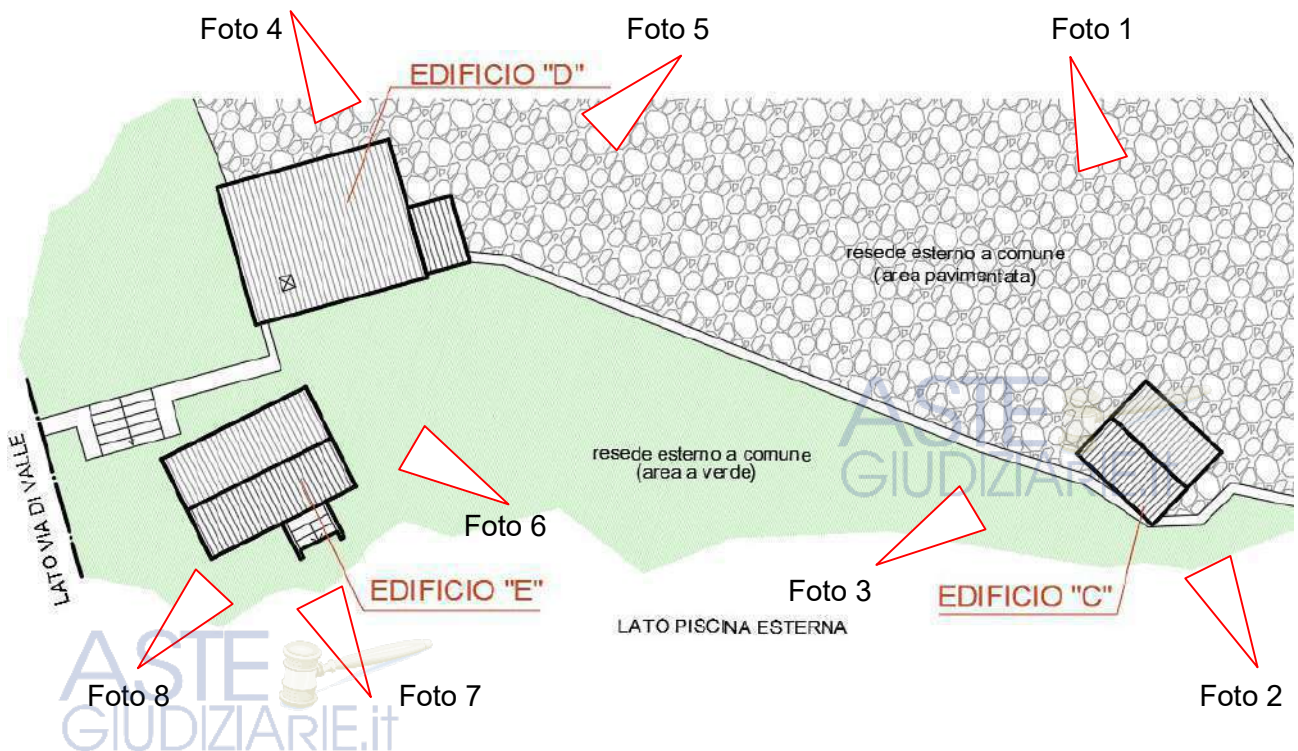 Foto 4
Foto 5
Foto 1
EDIFICIO "D"
resede esterno a comune
(area pavimentata)
ASTE
GIUDIZIARIE.it
resede esterno a comune
(area a verde)
LATO VIA DI VALLE
Foto 6
EDIFICIO "E"
Foto 3
EDIFICIO "C"
LATO PISCINA ESTERNA
ASTE
GIUDIZIARIE.it
Foto 8
Foto 7
Foto 2